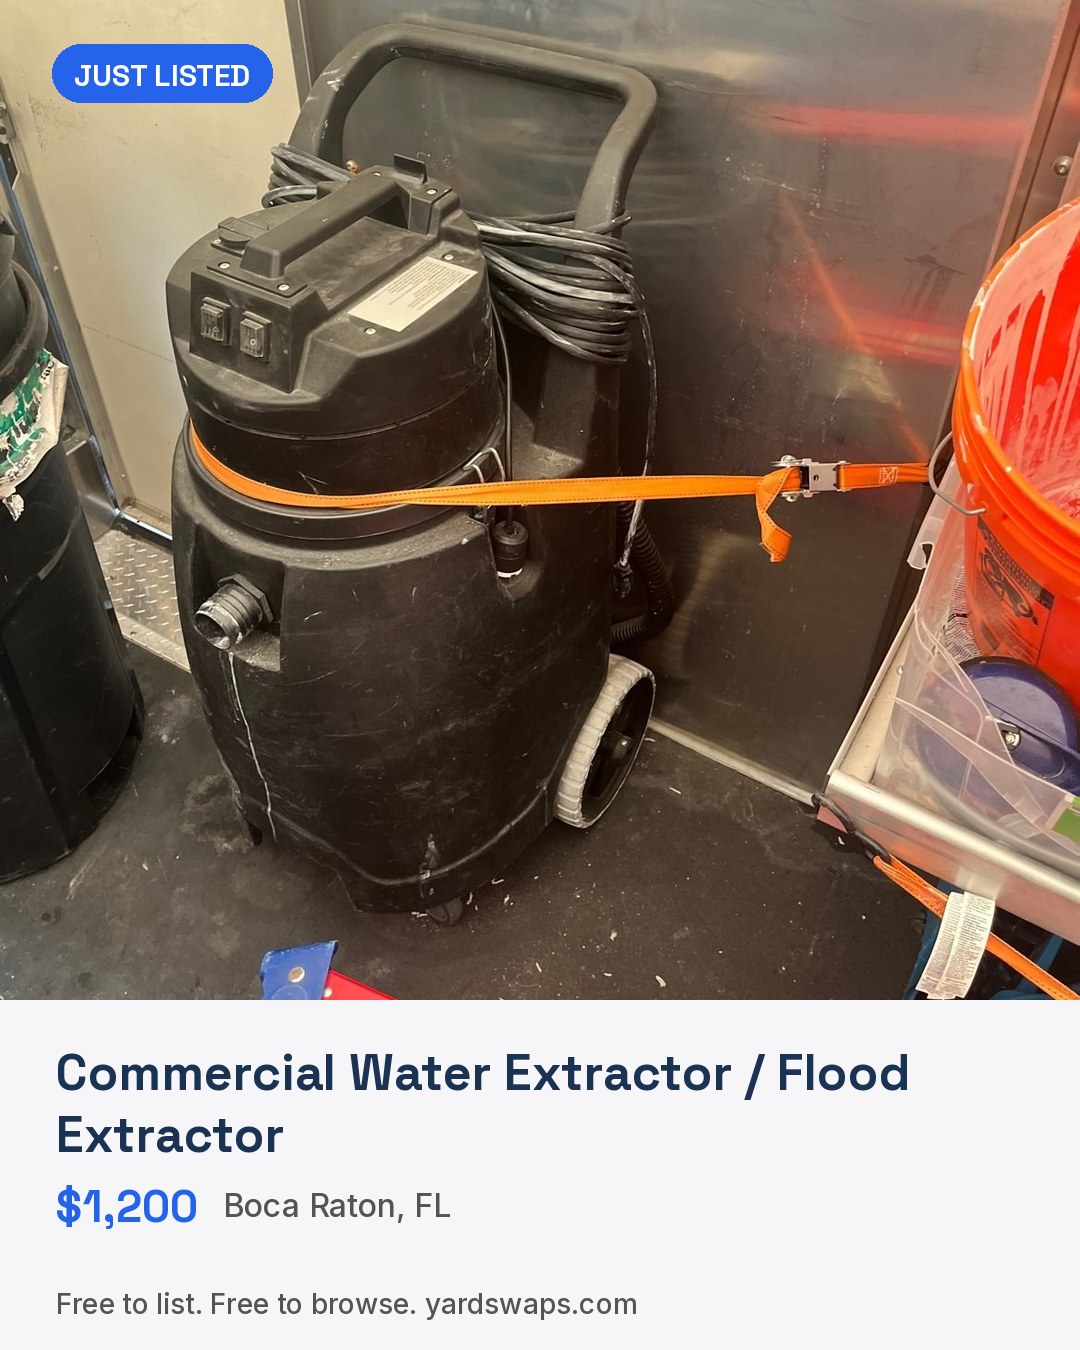 JUST LISTED
Commercial Water Extractor / Flood
Extractor
$1,200 Boca Raton, FL
Free to list. Free to browse. yardswaps.com